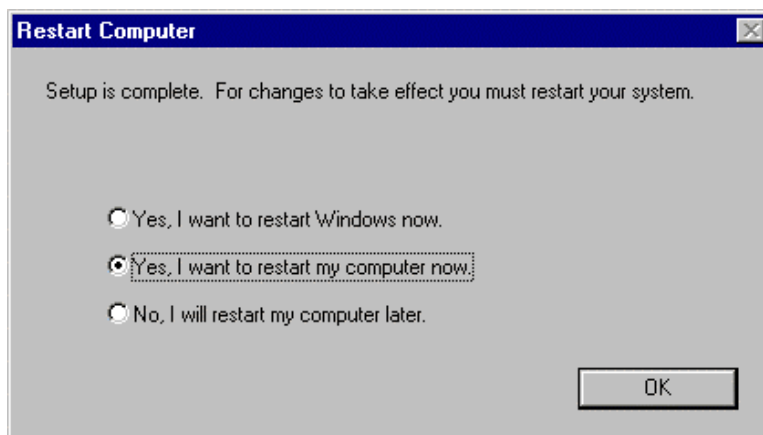 Restart Computer
Setup is complete.  For changes to take effect you must restart your system.
Yes, I want to restart Windows now.
Yes, I want to restart my computer now.
No, I will restart my computer later.
OK